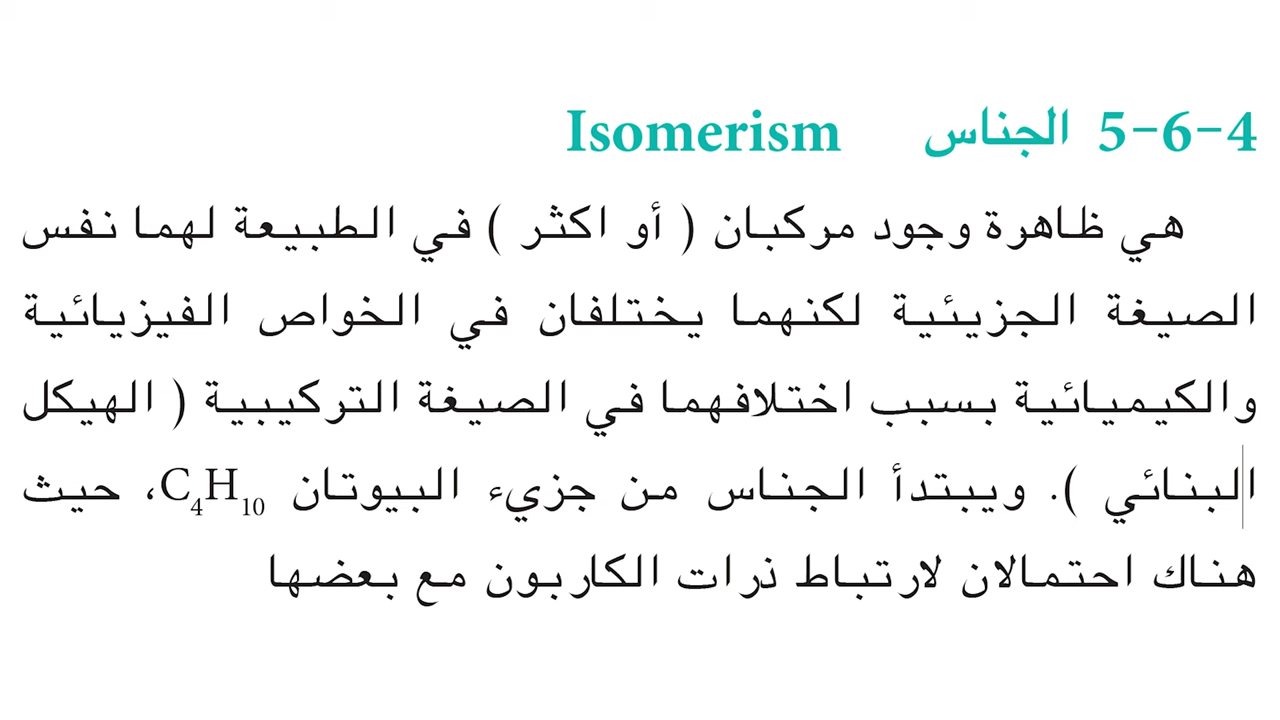 5-6-4 الجناس Isomerism
هي ظاهرة وجود مركبان ( أو اكثر ) في الطبيعة لهما نفس
الصيغة الجزيئية لكنهما يختلفان في الخواص الفيزيائية
والكيميائية بسبب اختلافهما في الصيغة التركيبية ( الهيكل
البنائي ). ويبتدأ الجناس من جزيء البيوتان C₄H₁₀، حيث
هناك احتمالان لارتباط ذرات الكاربون مع بعضها